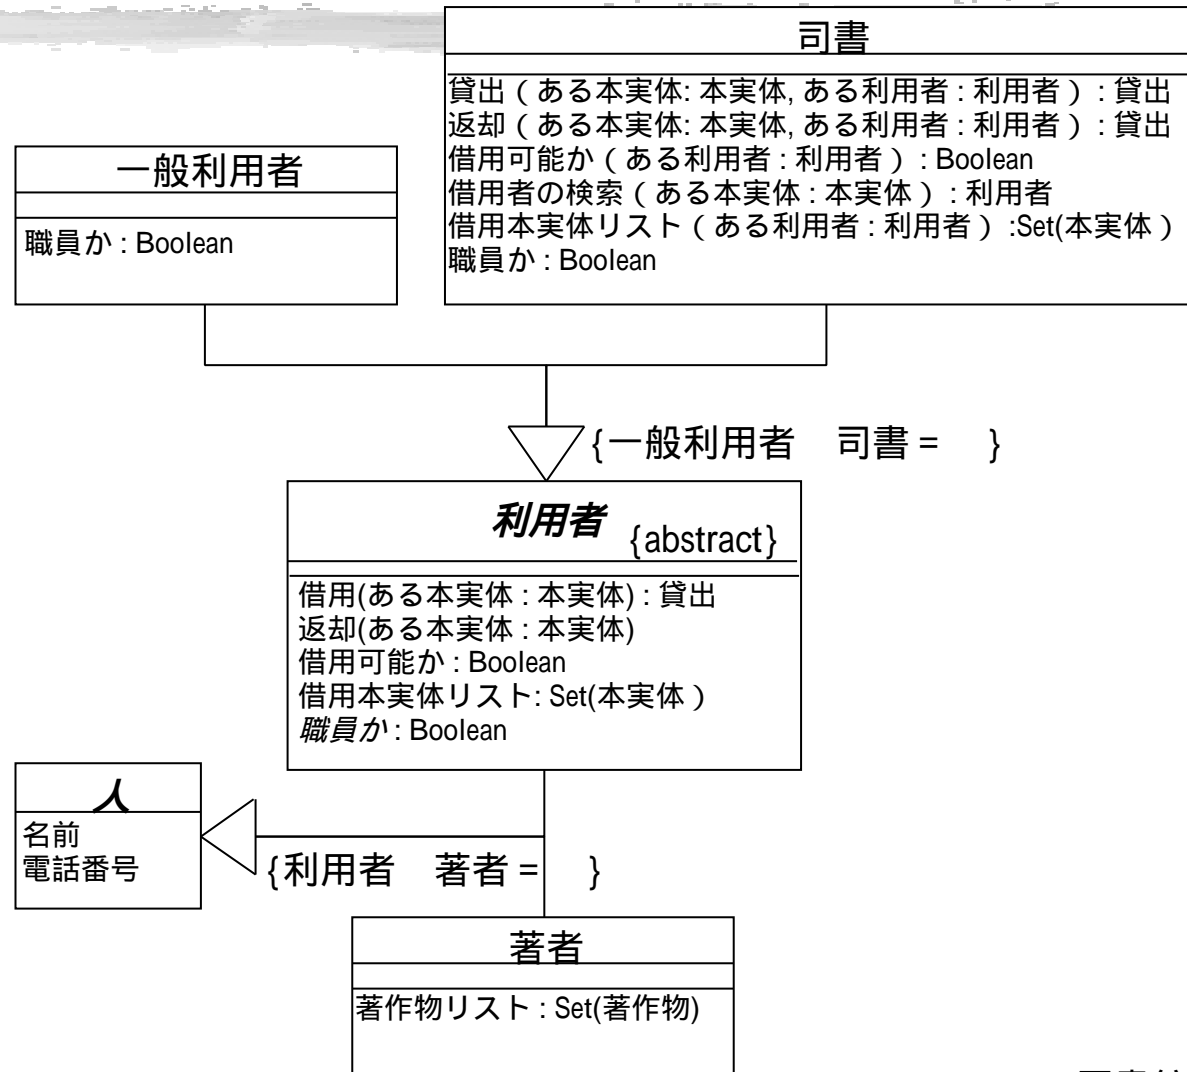 司書
貸出（ある本実体: 本実体, ある利用者 : 利用者） : 貸出
返却（ある本実体: 本実体, ある利用者 : 利用者） : 貸出
借用可能か（ある利用者 : 利用者） : Boolean
借用者の検索（ある本実体 : 本実体） : 利用者
借用本実体リスト（ある利用者 : 利用者） :Set(本実体）
職員か : Boolean
一般利用者
職員か : Boolean
{一般利用者　司書 =　}
利用者 {abstract}
借用(ある本実体 : 本実体) : 貸出
返却(ある本実体 : 本実体)
借用可能か : Boolean
借用本実体リスト: Set(本実体）
職員か : Boolean
人
名前
電話番号
{利用者　著者 =　}
著者
著作物リスト : Set(著作物)